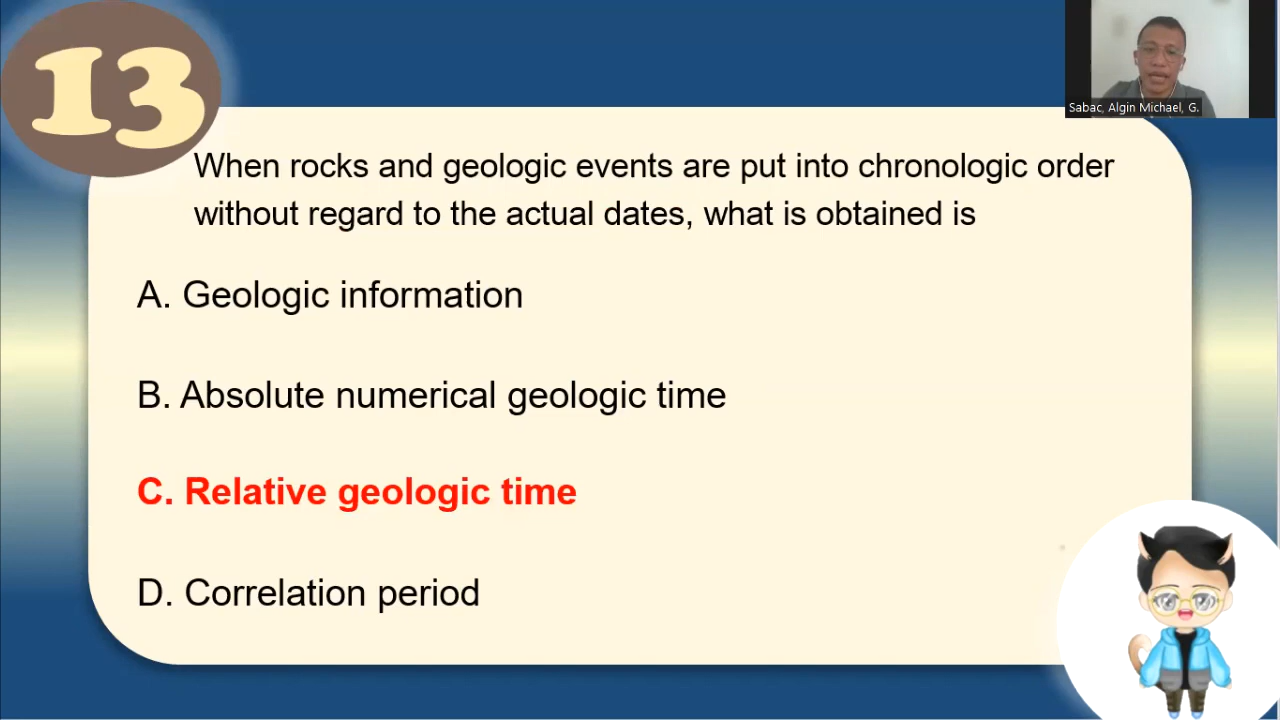 13
Sabac, Algin Michael, G.
When rocks and geologic events are put into chronologic order
without regard to the actual dates, what is obtained is
A. Geologic information
B. Absolute numerical geologic time
C. Relative geologic time
D. Correlation period